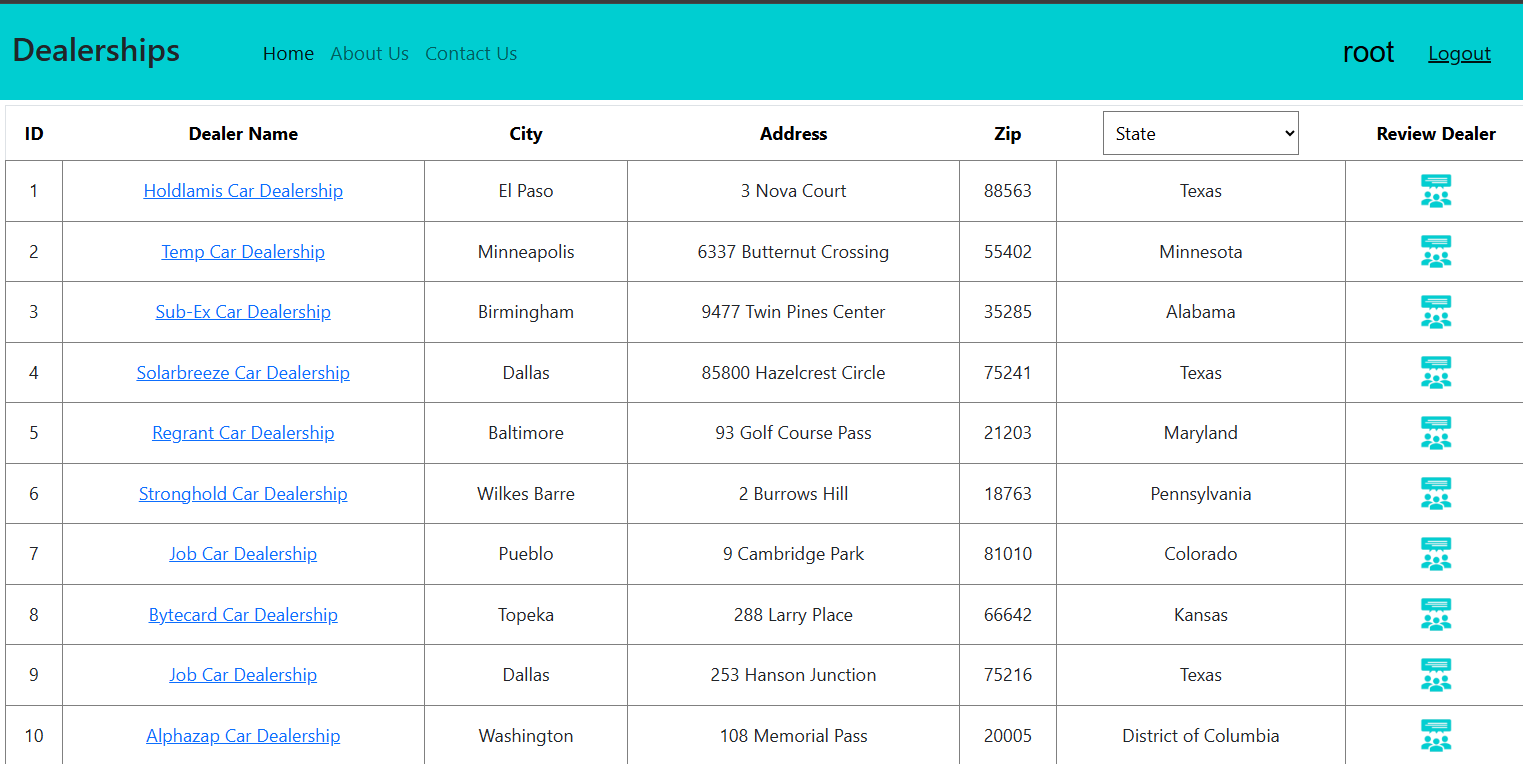 Dealerships Home About Us Contact Us root Logout
ID Dealer Name City Address Zip State Review Dealer
1 Holdlamis Car Dealership El Paso 3 Nova Court 88563 Texas
2 Temp Car Dealership Minneapolis 6337 Butternut Crossing 55402 Minnesota
3 Sub-Ex Car Dealership Birmingham 9477 Twin Pines Center 35285 Alabama
4 Solarbreeze Car Dealership Dallas 85800 Hazelcrest Circle 75241 Texas
5 Regrant Car Dealership Baltimore 93 Golf Course Pass 21203 Maryland
6 Stronghold Car Dealership Wilkes Barre 2 Burrows Hill 18763 Pennsylvania
7 Job Car Dealership Pueblo 9 Cambridge Park 81010 Colorado
8 Bytecard Car Dealership Topeka 288 Larry Place 66642 Kansas
9 Job Car Dealership Dallas 253 Hanson Junction 75216 Texas
10 Alphazap Car Dealership Washington 108 Memorial Pass 20005 District of Columbia